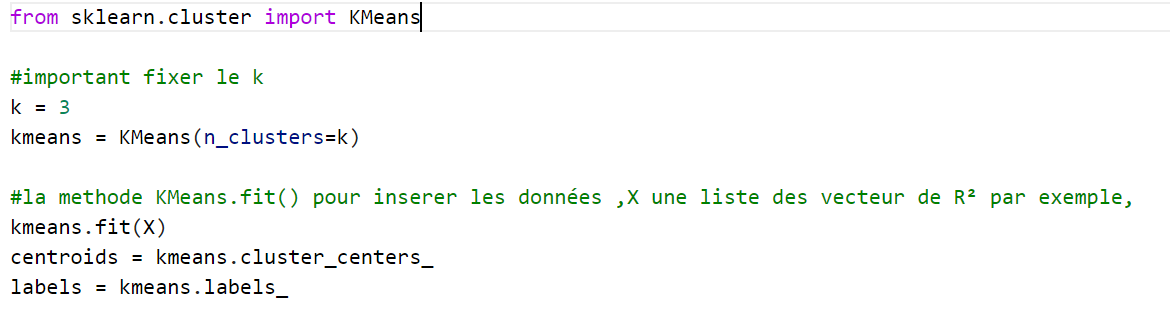 from sklearn.cluster import KMeans
#important fixer le k
k = 3
kmeans = KMeans(n_clusters=k)
#la methode KMeans.fit() pour inserer les données ,X une liste des vecteur de R² par exemple,
kmeans.fit(X)
centroids = kmeans.cluster_centers_
labels = kmeans.labels_